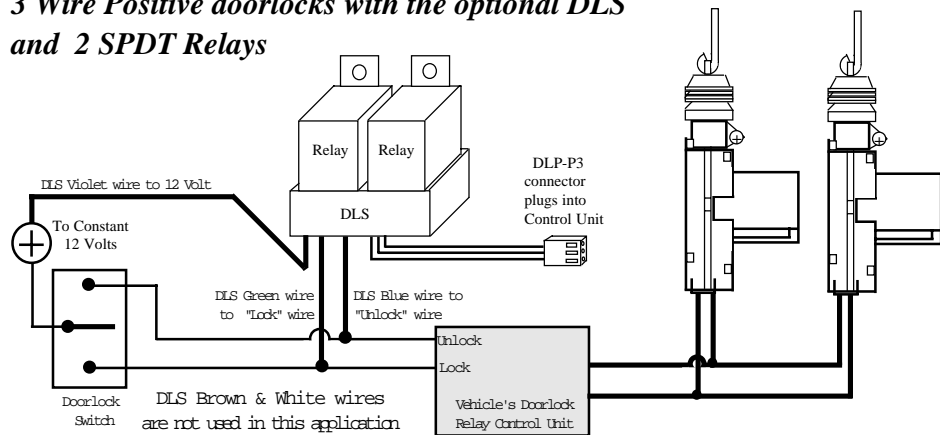 3 Wire Positive doorlocks with the optional DLS
and 2 SPDT Relays
Relay
Relay
DLS
DLP-P3
connector
plugs into
Control Unit
DLS Violet wire to 12 Volt
To Constant
12 Volts
DLS Green wire
to "Lock" wire
DLS Blue wire to
"Unlock" wire
Unlock
Lock
Vehicle's Doorlock
Relay Control Unit
Doorlock
Switch
DLS Brown & White wires
are not used in this application